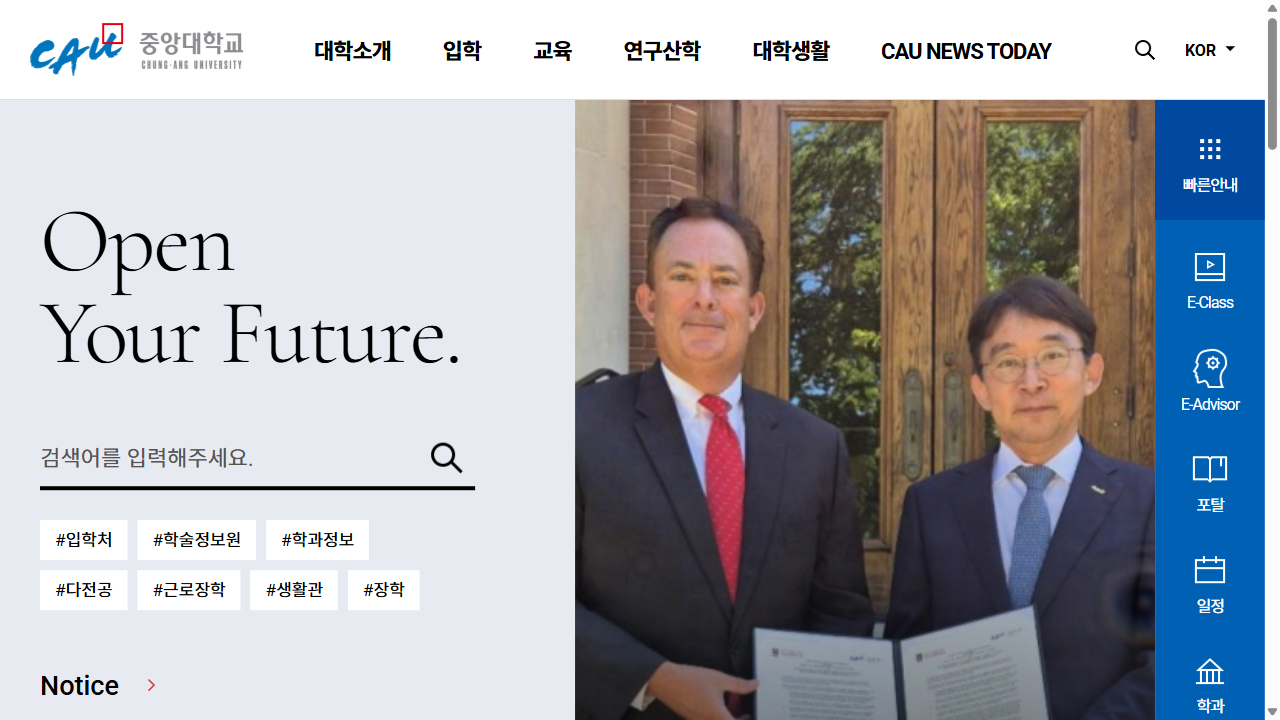 CAU 중앙대학교
CHUNG-ANG UNIVERSITY
대학소개 입학 교육 연구산학 대학생활 CAU NEWS TODAY KOR
Open
Your Future.
검색어를 입력해주세요.
#입학처 #학술정보원 #학과정보
#다전공 #근로장학 #생활관 #장학
Notice
빠른안내
E-Class
E-Advisor
포탈
일정
학과
CAU